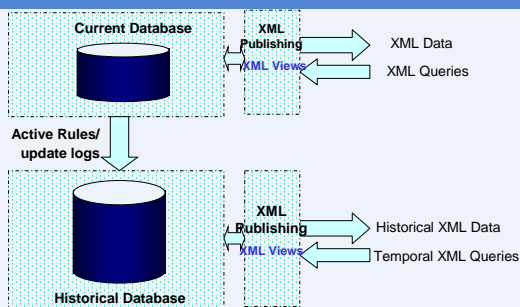 Current Database
XML
Publishing
XML Views
XML Data
XML Queries
Active Rules/
update logs
XML
Publishing
XML Views
Historical XML Data
Temporal XML Queries
Historical Database